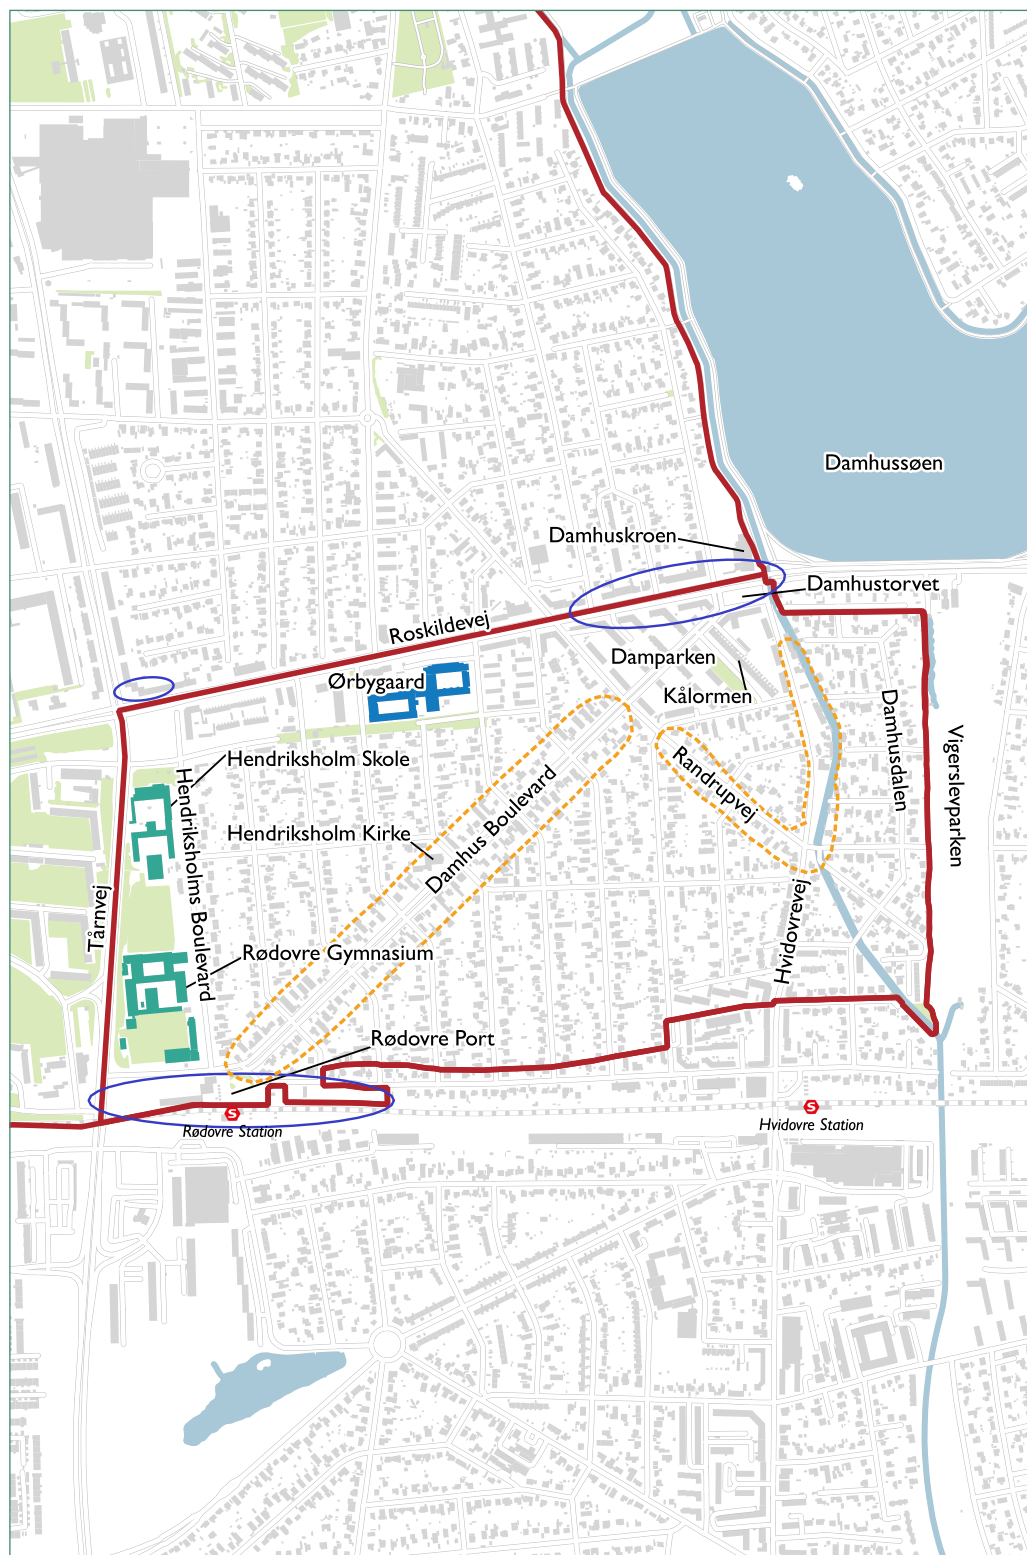 Damhussøen
Damhuskroen
Damhustorvet
Roskildevej
Damparken
Ørbygaard
Kålormen
Damhusdalen
Vigerslevparken
Hendriksholm Skole
Randrupvej
Hendriksholms Boulevard
Damhus Boulevard
Hendriksholm Kirke
Tårnvej
Hvidovrevej
Rødovre Gymnasium
Rødovre Port
S
S
Rødovre Station
Hvidovre Station